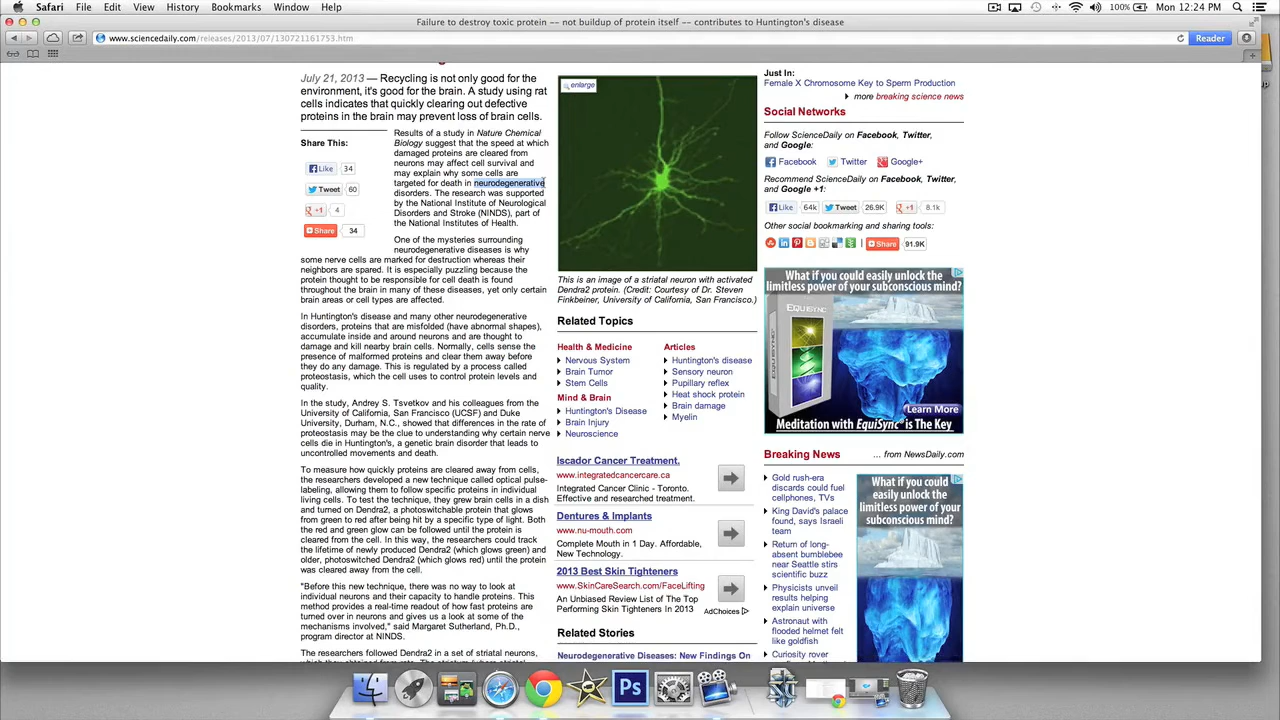 Safari File Edit View History Bookmarks Window Help
100% Mon 12:24 PM
Failure to destroy toxic protein -- not buildup of protein itself -- contributes to Huntington's disease
www.sciencedaily.com/releases/2013/07/130721161753.htm
Reader
July 21, 2013 — Recycling is not only good for the
environment, it's good for the brain. A study using rat
cells indicates that quickly clearing out defective
proteins in the brain may prevent loss of brain cells.
Share This:
Like 34
Tweet 60
+1 4
Share 34
Results of a study in Nature Chemical
Biology suggest that the speed at which
damaged proteins are cleared from
neurons may affect cell survival and
may explain why some cells are
targeted for death in neurodegenerative
disorders. The research was supported
by the National Institute of Neurological
Disorders and Stroke (NINDS), part of
the National Institutes of Health.
One of the mysteries surrounding
neurodegenerative diseases is why
some nerve cells are marked for destruction whereas their
neighbors are spared. It is especially puzzling because the
protein thought to be responsible for cell death is found
throughout the brain in many of these diseases, yet only certain
brain areas or cell types are affected.
In Huntington's disease and many other neurodegenerative
disorders, proteins that are misfolded (have abnormal shapes),
accumulate inside and around neurons and are thought to
damage and kill nearby brain cells. Normally, cells sense the
presence of malformed proteins and clear them away before
they do any damage. This is regulated by a process called
proteostasis, which the cell uses to control protein levels and
quality.
In the study, Andrey S. Tsvetkov and his colleagues from the
University of California, San Francisco (UCSF) and Duke
University, Durham, N.C., showed that differences in the rate of
proteostasis may be the clue to understanding why certain nerve
cells die in Huntington's, a genetic brain disorder that leads to
uncontrolled movements and death.
To measure how quickly proteins are cleared away from cells,
the researchers developed a new technique called optical pulse-
labeling, allowing them to follow specific proteins in individual
living cells. To test the technique, they grew brain cells in a dish
and turned on Dendra2, a photoswitchable protein that glows
from green to red after being hit by a specific type of light. Both
the red and green glow can be followed until the protein is
cleared from the cell. In this way, the researchers could track
the lifetime of newly produced Dendra2 (which glows green) and
older, photoswitched Dendra2 (which glows red) until the protein
was cleared away from the cell.
"Before this new technique, there was no way to look at
individual neurons and their capacity to handle proteins. This
method provides a real-time readout of how fast proteins are
turned over in neurons and gives us a look at some of the
mechanisms involved," said Margaret Sutherland, Ph.D.,
program director at NINDS.
The researchers followed Dendra2 in a set of striatal neurons,
enlarge
This is an image of a striatal neuron with activated
Dendra2 protein. (Credit: Courtesy of Dr. Steven
Finkbeiner, University of California, San Francisco.)
Related Topics
Health & Medicine
Nervous System
Brain Tumor
Stem Cells
Mind & Brain
Huntington's Disease
Brain Injury
Neuroscience
Articles
Huntington's disease
Sensory neuron
Pupillary reflex
Heat shock protein
Brain damage
Myelin
Iscador Cancer Treatment.
www.integratedcancercare.ca
Integrated Cancer Clinic - Toronto.
Effective and researched treatment.
Dentures & Implants
www.nu-mouth.com
Complete Mouth in 1 Day. Affordable,
New Technology.
2013 Best Skin Tighteners
www.SkinCareSearch.com/FaceLifting
An Unbiased Review List of The Top
Performing Skin Tighteners In 2013
AdChoices
Related Stories
Neurodegenerative Diseases: New Findings On
Just In:
Female X Chromosome Key to Sperm Production
more breaking science news
Social Networks
Follow ScienceDaily on Facebook, Twitter,
and Google:
Facebook Twitter Google+
Recommend ScienceDaily on Facebook, Twitter,
and Google +1:
Like 64k Tweet 26.9K +1 8.1k
Other social bookmarking and sharing tools:
| Share 91.9K
What if you could easily unlock the
limitless power of your subconscious mind?
EQUISYNC
Learn More
Meditation with EquiSync® is The Key
Breaking News
... from NewsDaily.com
Gold rush-era
discards could fuel
cellphones, TVs
King David's palace
found, says Israeli
team
Return of long-
absent bumblebee
near Seattle stirs
scientific buzz
Physicists unveil
results helping
explain universe
Astronaut with
flooded helmet felt
like goldfish
Curiosity rover
What if you could
easily unlock the
limitless power of your
subconscious mind?
Ps